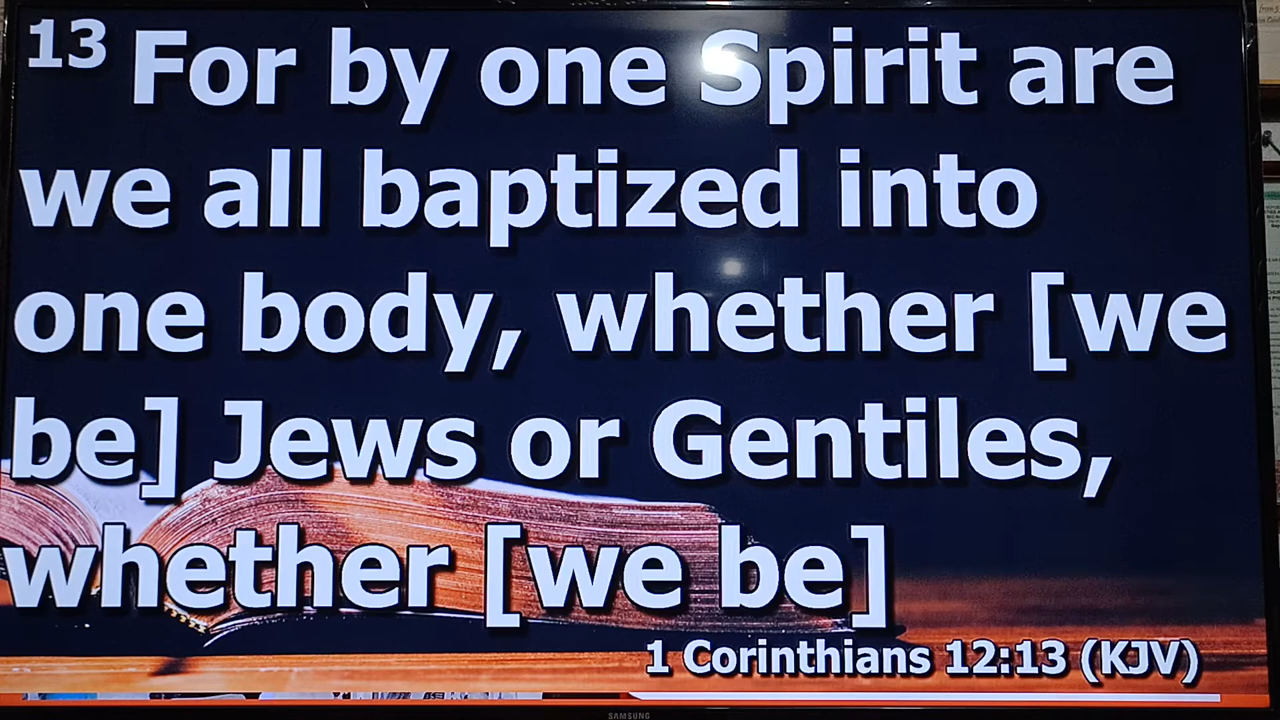 13 For by one Spirit are
we all baptized into
one body, whether [we
be] Jews or Gentiles,
whether [we be]
1 Corinthians 12:13 (KJV)
SAMSUNG